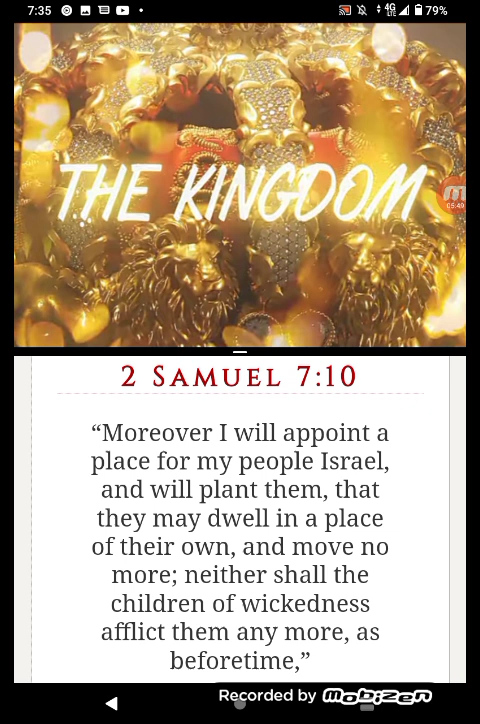 7:35
4G
LTE
79%
THE KINGDOM
05:49
2 SAMUEL 7:10
“Moreover I will appoint a
place for my people Israel,
and will plant them, that
they may dwell in a place
of their own, and move no
more; neither shall the
children of wickedness
afflict them any more, as
beforetime,”
Recorded by Mobizen